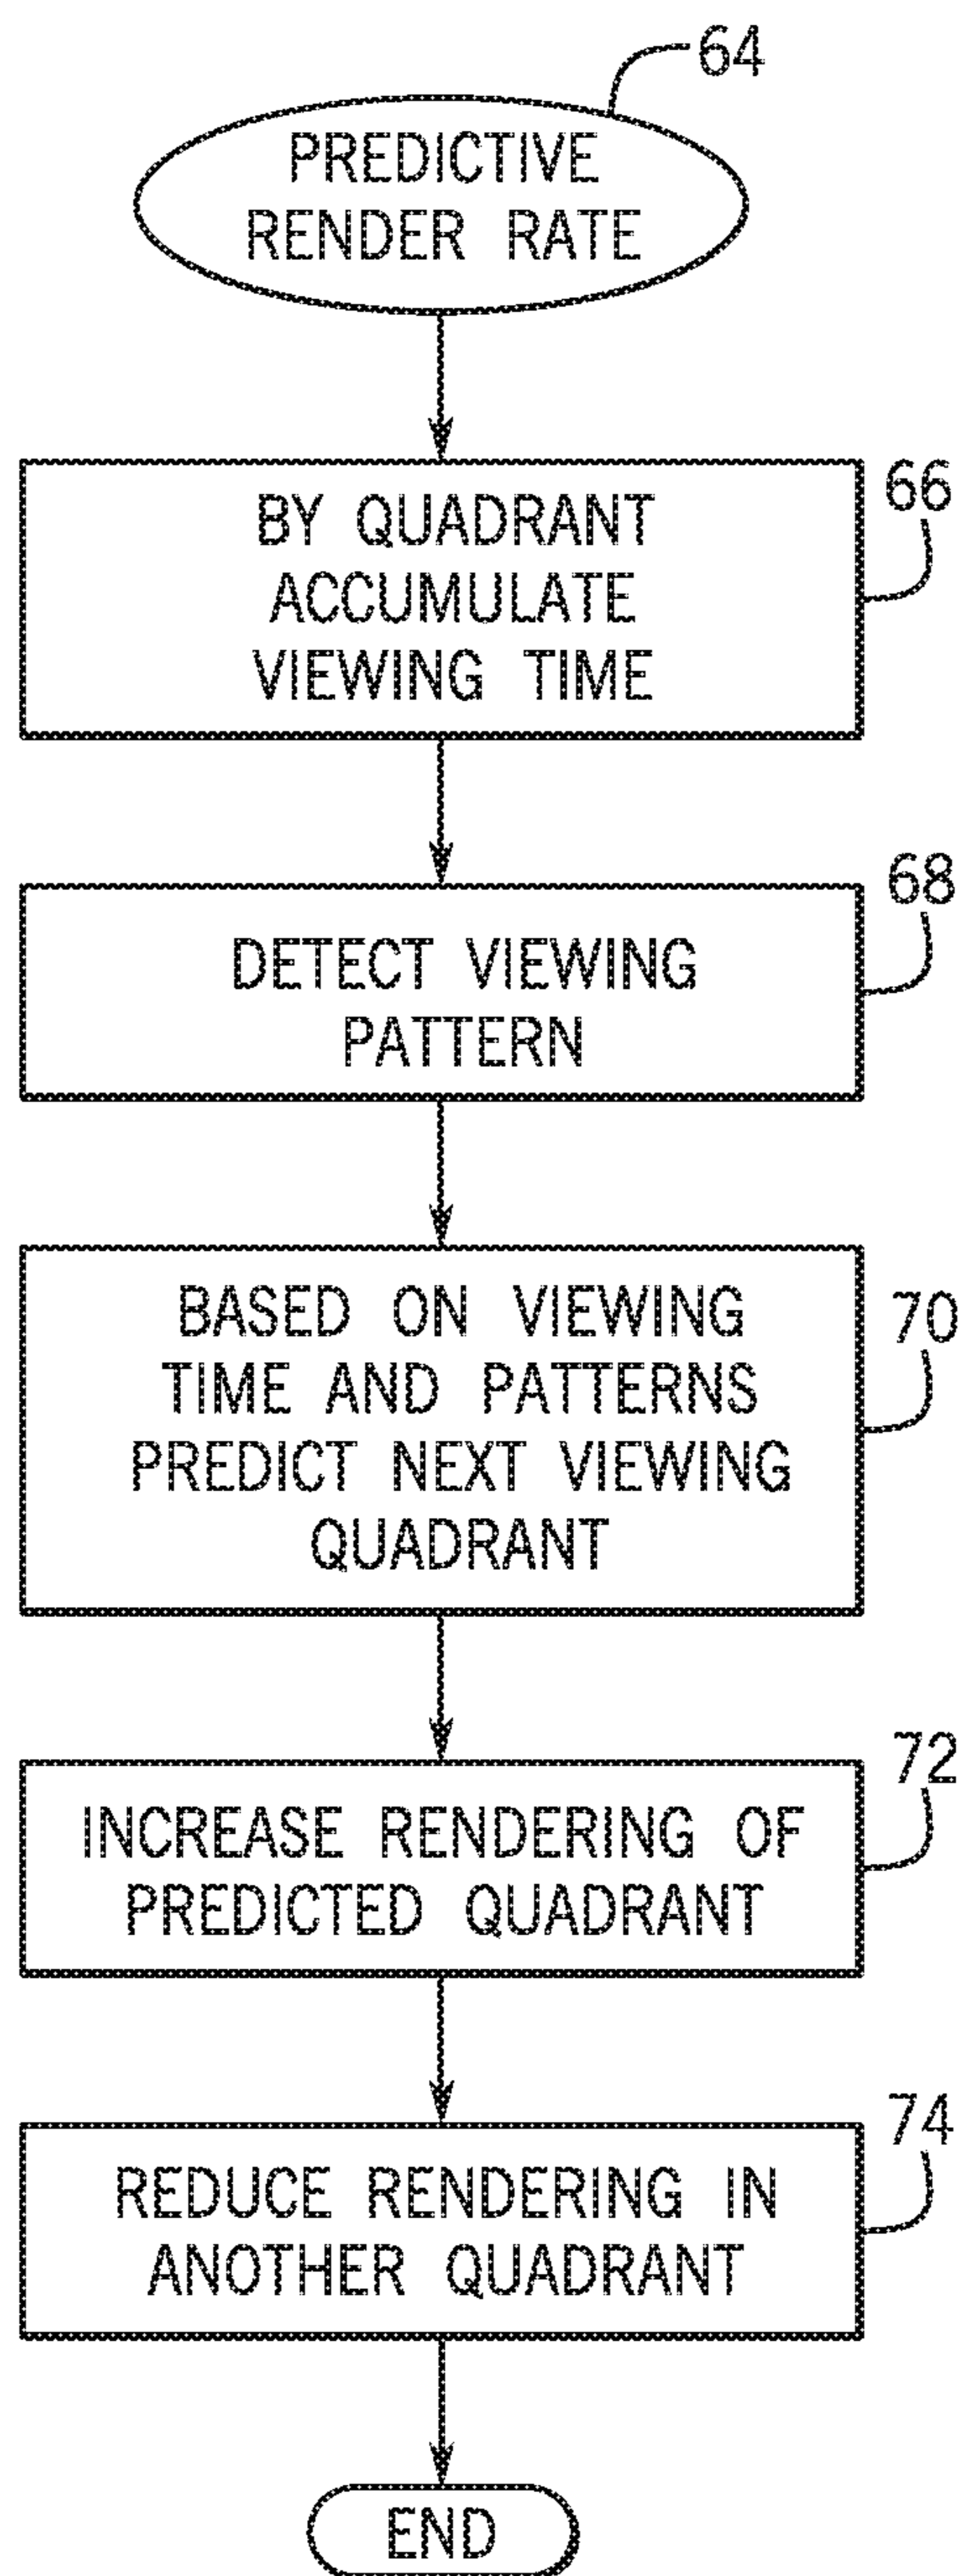 64
PREDICTIVE
RENDER RATE
66
BY QUADRANT
ACCUMULATE
VIEWING TIME
68
DETECT VIEWING
PATTERN
70
BASED ON VIEWING
TIME AND PATTERNS
PREDICT NEXT VIEWING
QUADRANT
72
INCREASE RENDERING OF
PREDICTED QUADRANT
74
REDUCE RENDERING IN
ANOTHER QUADRANT
END